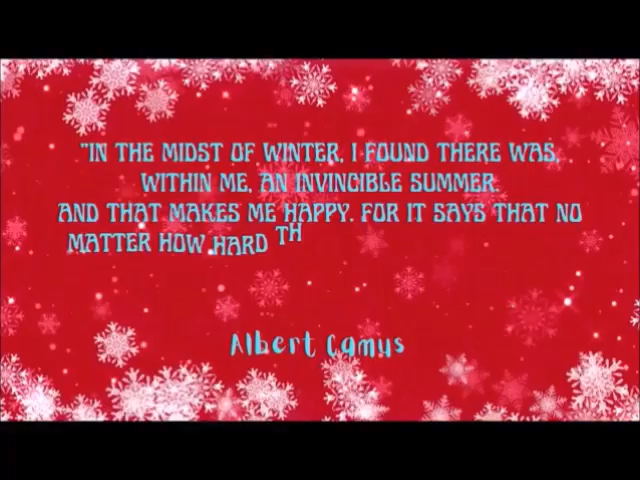 "IN THE MIDST OF WINTER, I FOUND THERE WAS,
WITHIN ME, AN INVINCIBLE SUMMER.
AND THAT MAKES ME HAPPY. FOR IT SAYS THAT NO
MATTER HOW HARD TH
Albert Camus